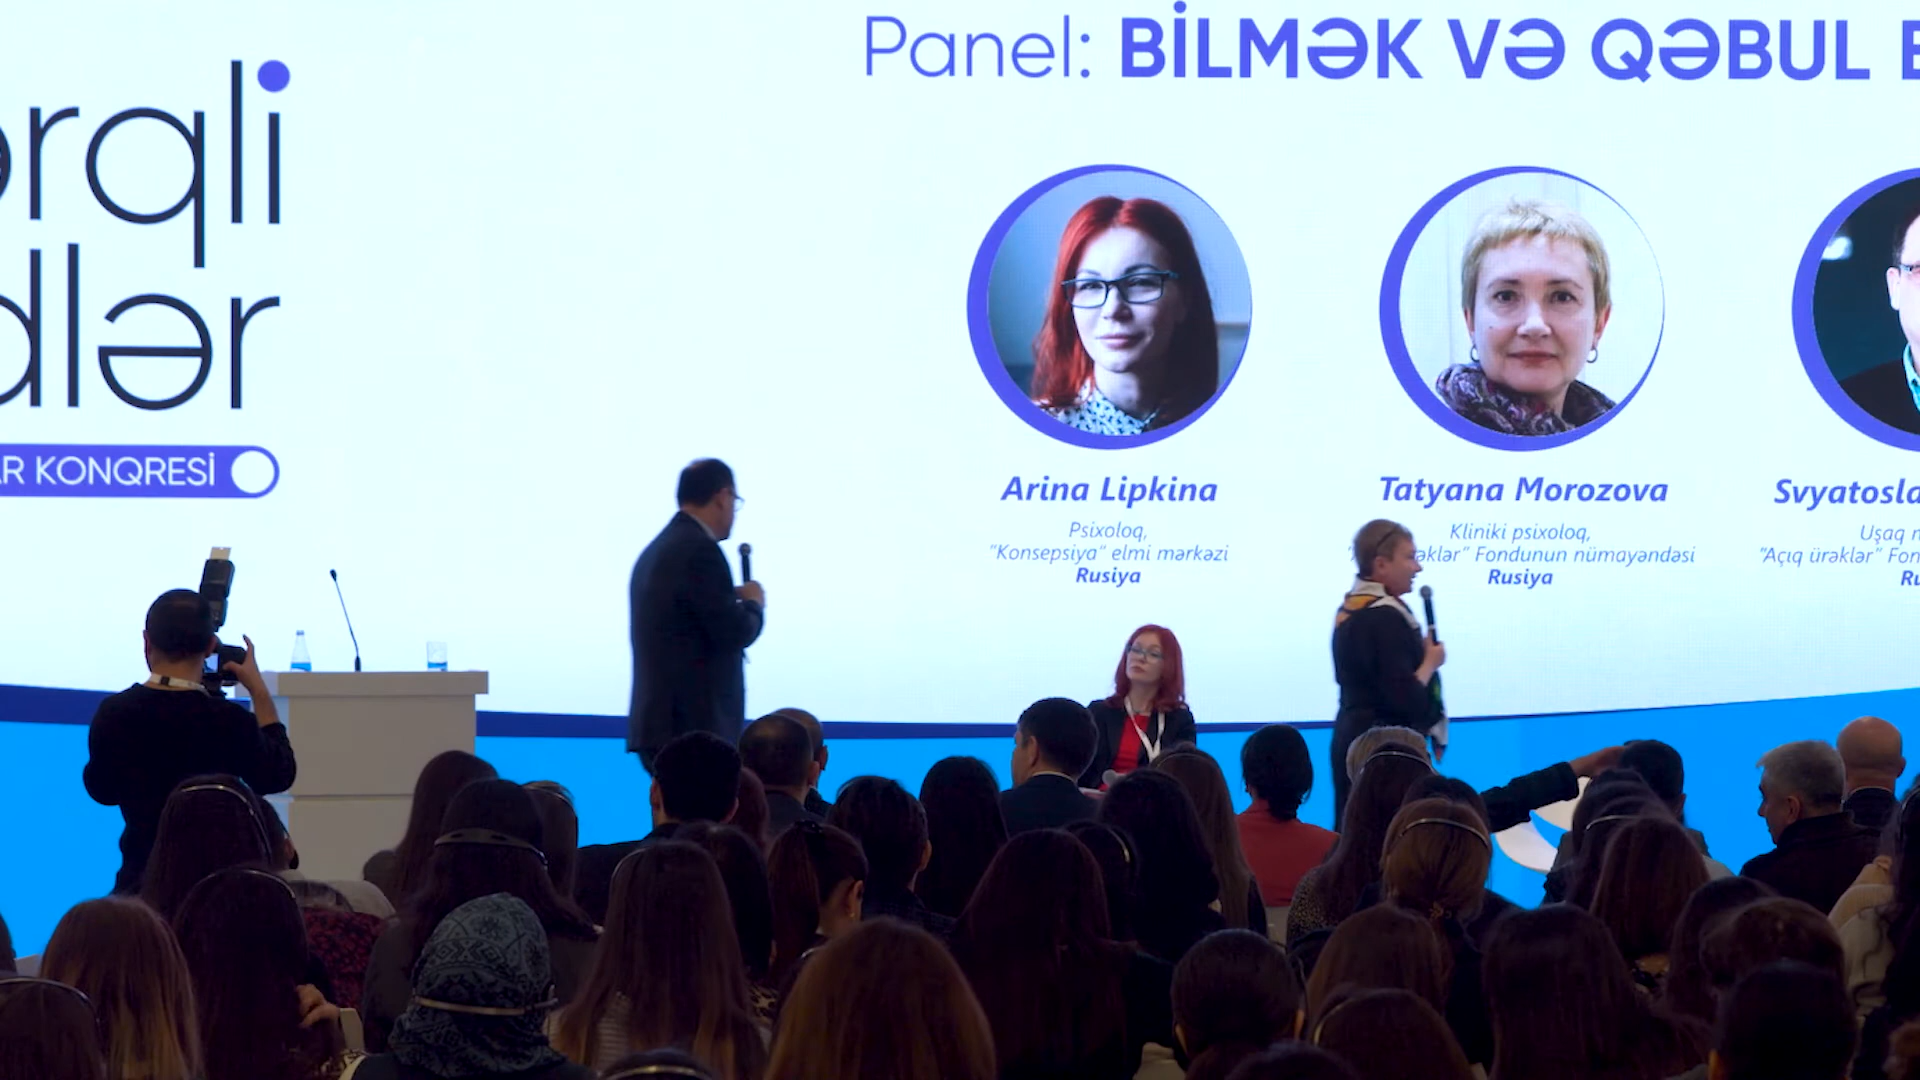 Panel: BİLMƏK VƏ QƏBUL
ərqli
dlər
AR KONQRESİ
Arina Lipkina
Psixoloq,
"Konsepsiya" elmi mərkəzi
Rusiya
Tatyana Morozova
Kliniki psixoloq,
Fondunun nümayəndəsi
Rusiya
Svyatosla
Uşaq
"Açıq ürəklər" Fon